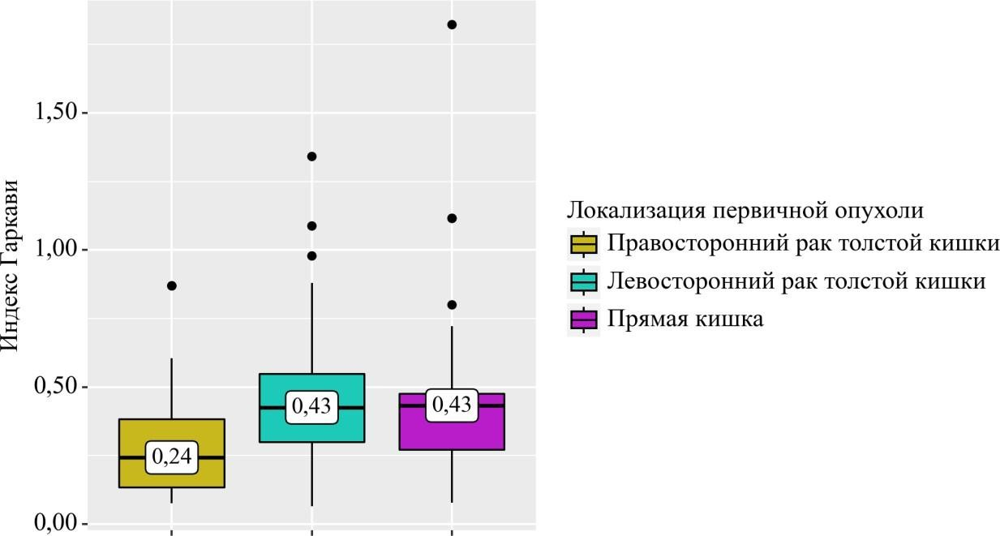 Индекс Гаркави
1,50
1,00
0,50
0,00
0,24
0,43
0,43
Локализация первичной опухоли
Правосторонний рак толстой кишки
Левосторонний рак толстой кишки
Прямая кишка